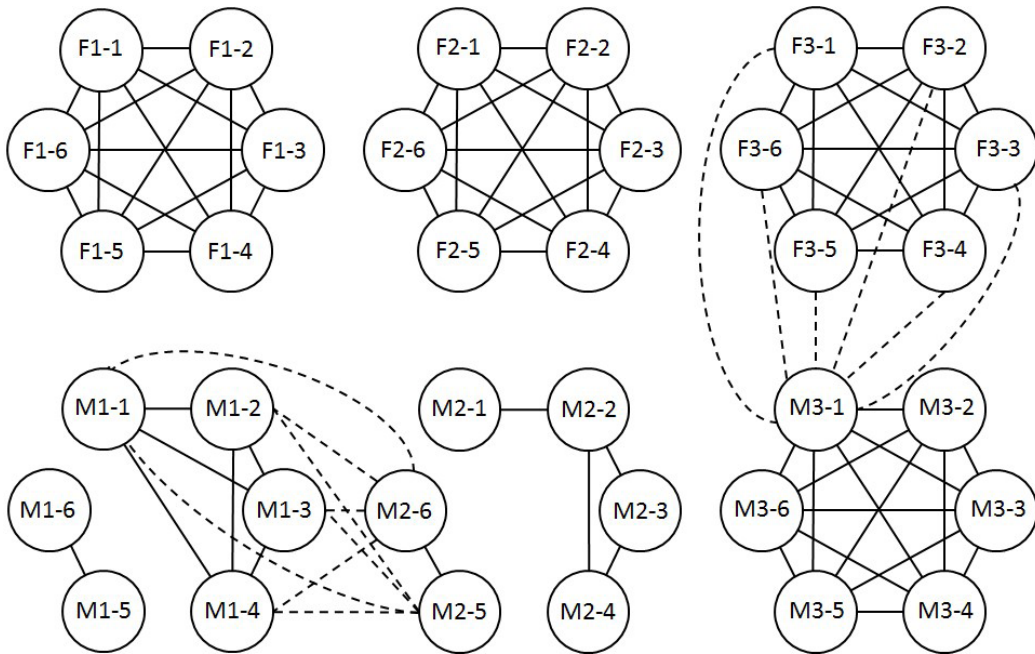 F1-1 F1-2 F2-1 F2-2 F3-1 F3-2
F1-6 F1-3 F2-6 F2-3 F3-6 F3-3
F1-5 F1-4 F2-5 F2-4 F3-5 F3-4
M1-1 M1-2 M2-1 M2-2 M3-1 M3-2
M1-6 M1-3 M2-6 M2-3 M3-6 M3-3
M1-5 M1-4 M2-5 M2-4 M3-5 M3-4